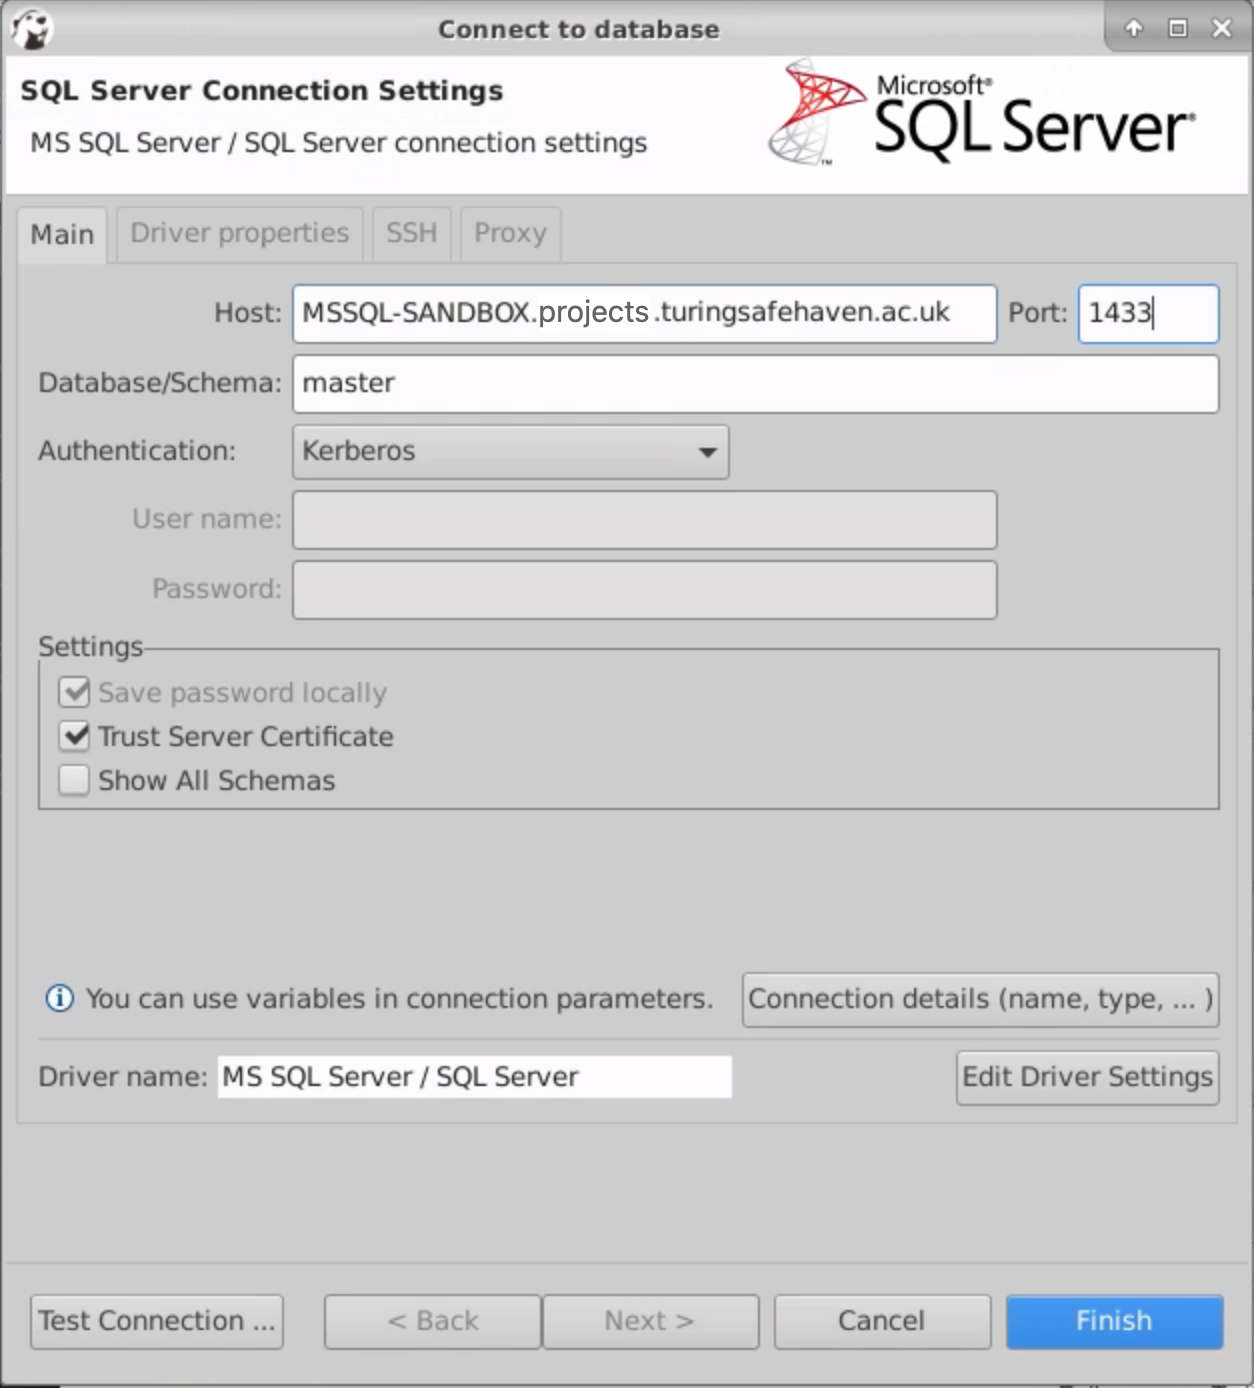 Connect to database
SQL Server Connection Settings
MS SQL Server / SQL Server connection settings
Microsoft®
SQL Server®
™
Main Driver properties SSH Proxy
Host: MSSQL-SANDBOX.projects.turingsafehaven.ac.uk Port: 1433
Database/Schema: master
Authentication: Kerberos
User name:
Password:
Settings
Save password locally
Trust Server Certificate
Show All Schemas
You can use variables in connection parameters. Connection details (name, type, ... )
Driver name: MS SQL Server / SQL Server Edit Driver Settings
Test Connection ... < Back Next > Cancel Finish